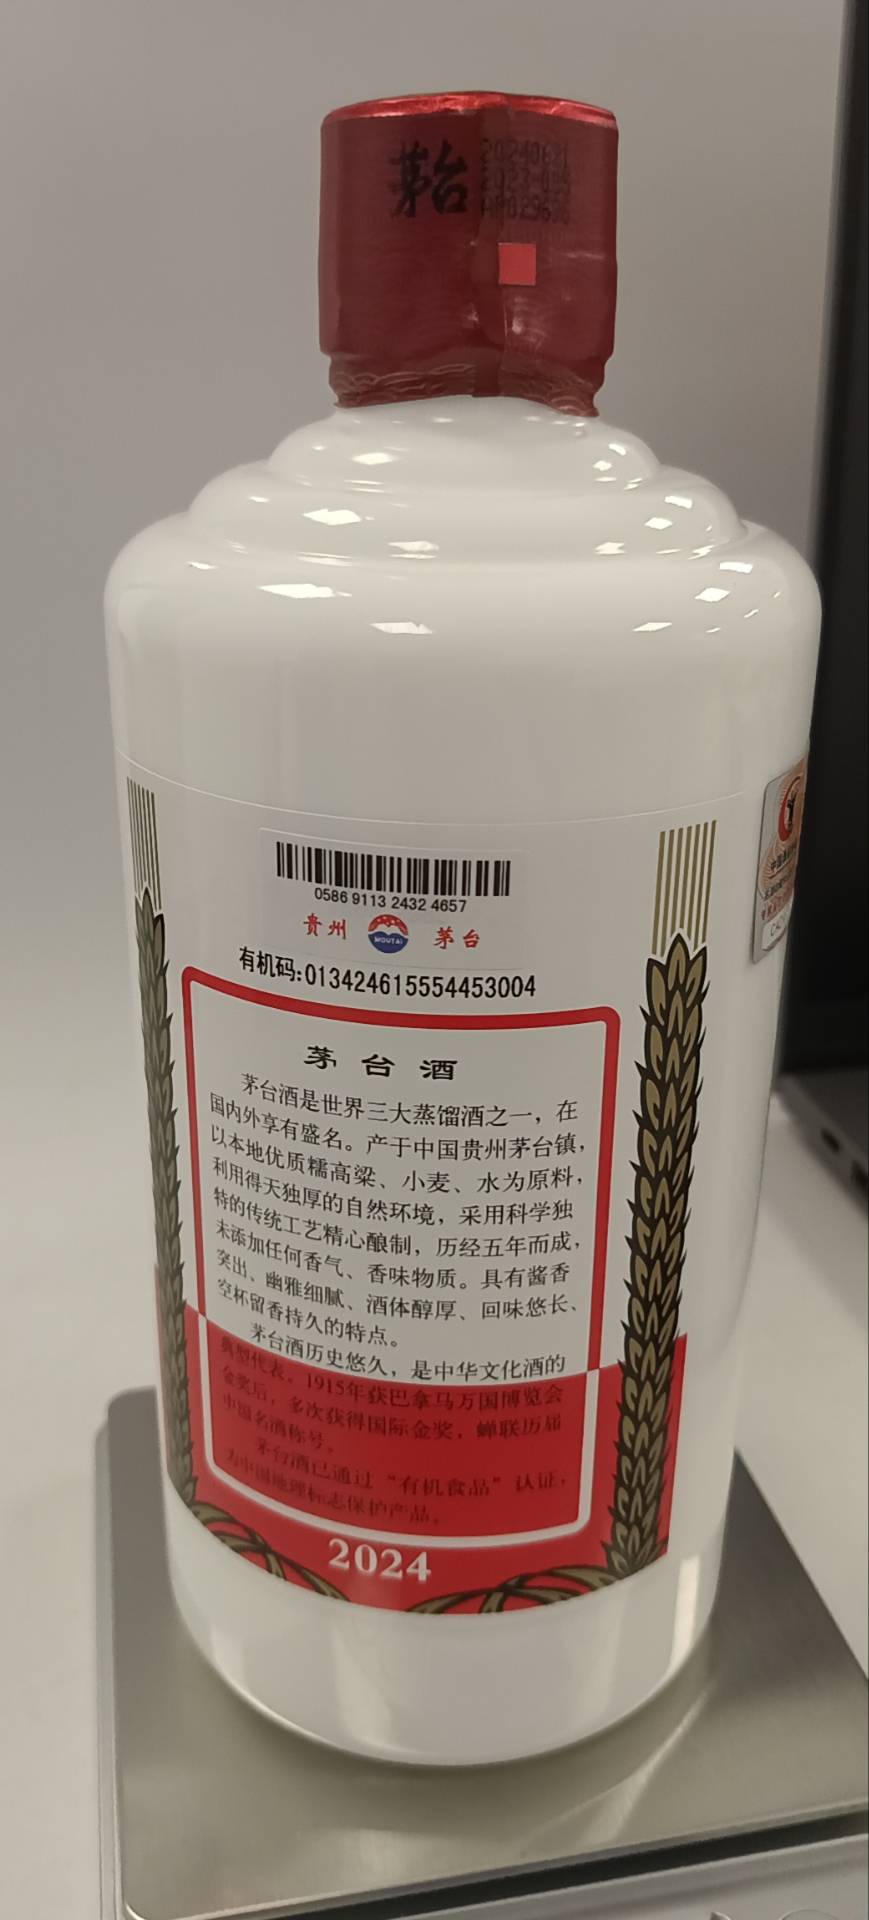 茅台
2023-094
0586 9113 2432 4657
贵州 MOUTAI 茅台
有机码:013424615554453004
茅台酒
茅台酒是世界三大蒸馏酒之一，在
国内外享有盛名。产于中国贵州茅台镇，
以本地优质糯高粱、小麦、水为原料，
利用得天独厚的自然环境，采用科学独
特的传统工艺精心酿制，历经五年而成，
未添加任何香气、香味物质。具有酱香
突出、幽雅细腻、酒体醇厚、回味悠长、
空杯留香持久的特点。
茅台酒历史悠久，是中华文化酒的
典型代表。1915年获巴拿马万国博览会
金奖后，多次获得国际金奖，蝉联历届
中国名酒称号。
茅台酒已通过“有机食品”认证，
为中国地理标志保护产品。
2024